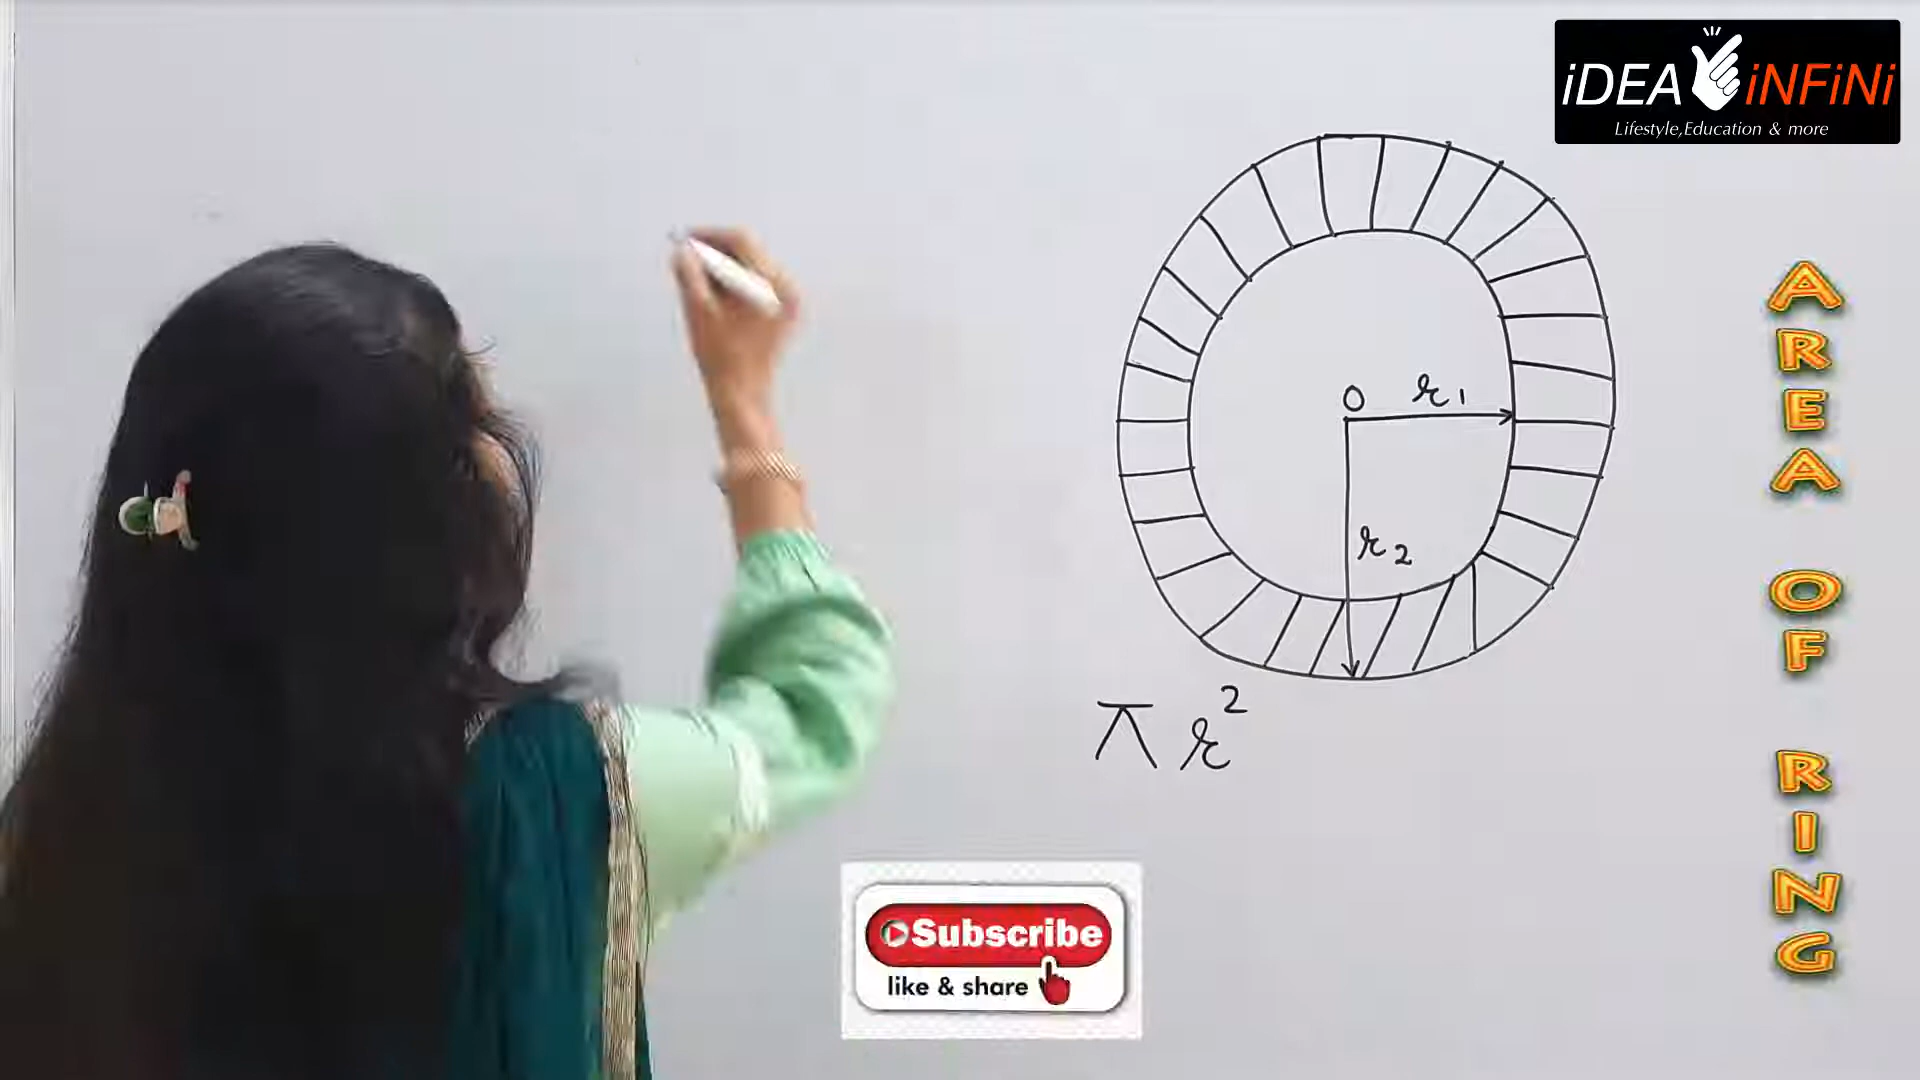 iDEA iNFiNi
Lifestyle,Education & more
O r₁
r₂
π r²
AREA OF RING
Subscribe
like & share